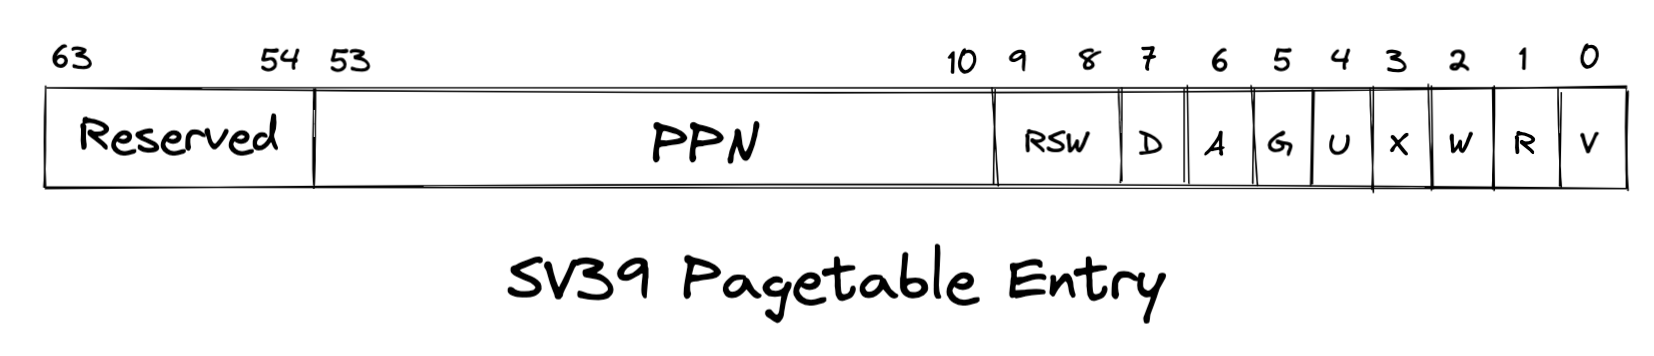 63 54 53 10 9 8 7 6 5 4 3 2 1 0
Reserved PPN RSW D A G U X W R V
SV39 Pagetable Entry